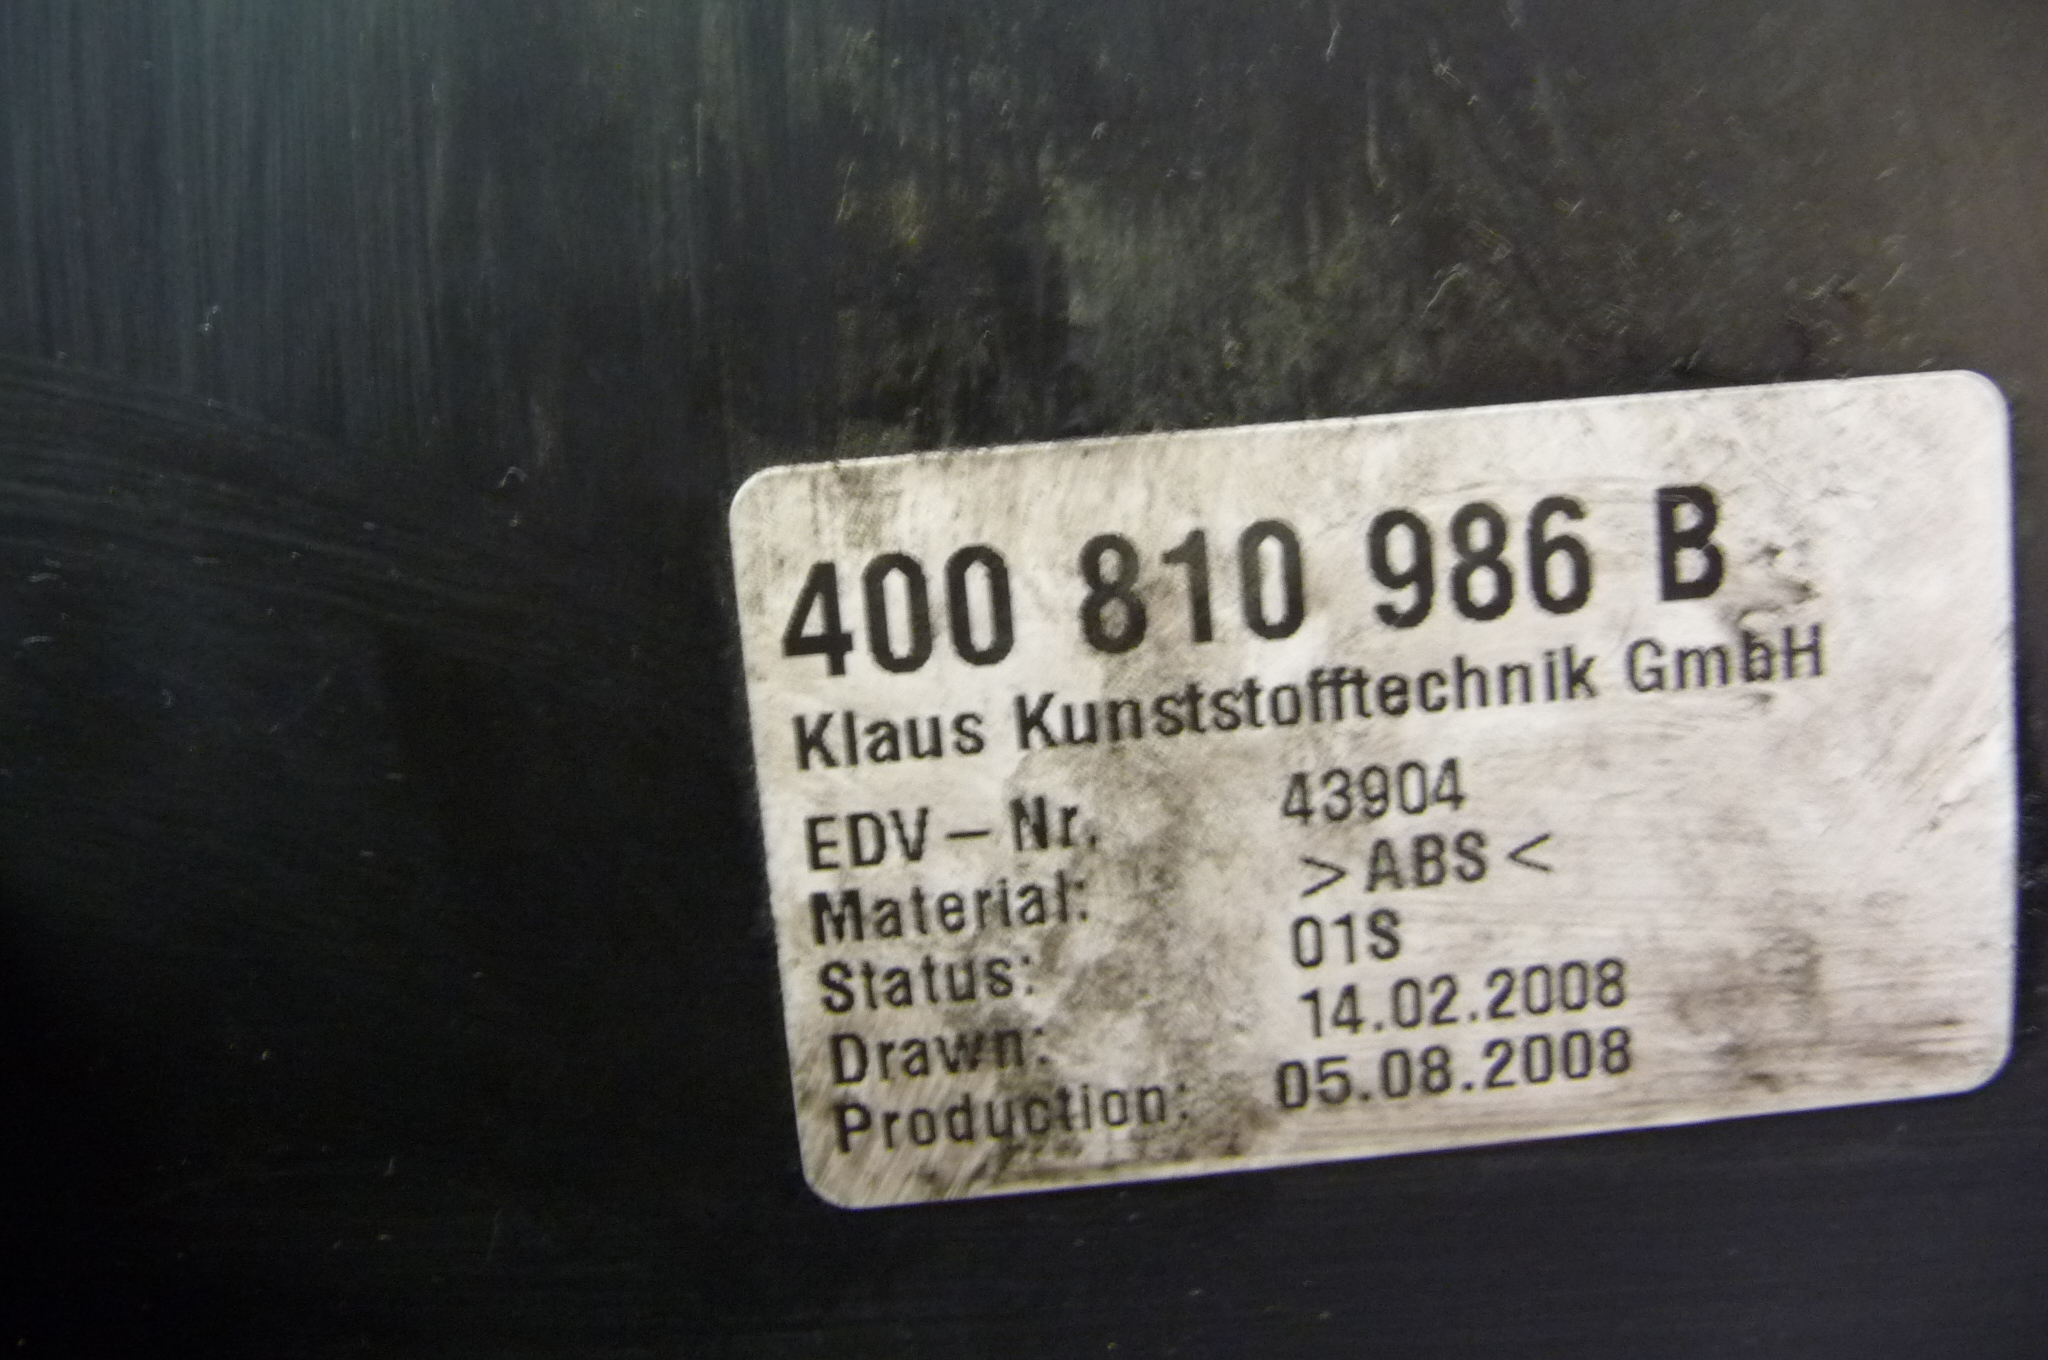 400 810 986 B
Klaus Kunststofftechnik GmbH
EDV – Nr. 43904
Material: >ABS<
Status: 01S
Drawn: 14.02.2008
Production: 05.08.2008